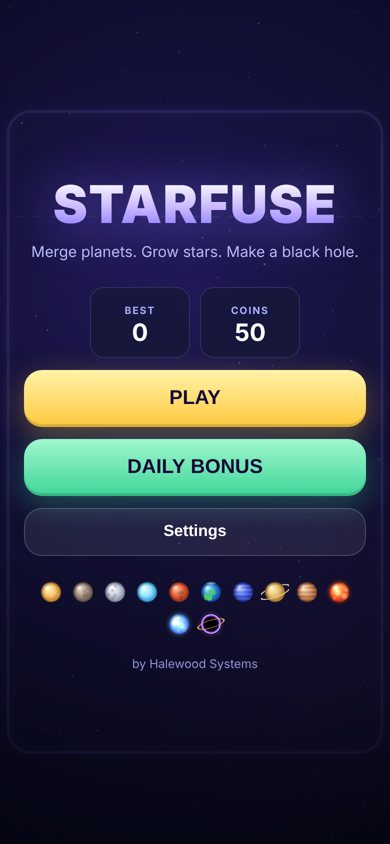 STARFUSE
Merge planets. Grow stars. Make a black hole.
BEST
0
COINS
50
PLAY
DAILY BONUS
Settings
by Halewood Systems